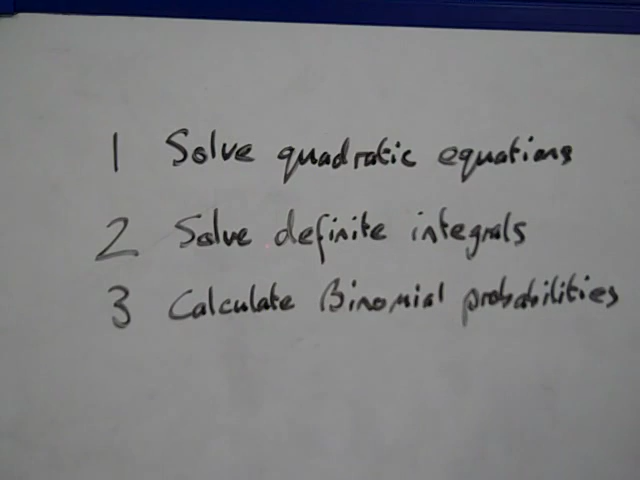 1 Solve quadratic equations
2 Solve definite integrals
3 Calculate Binomial probabilities